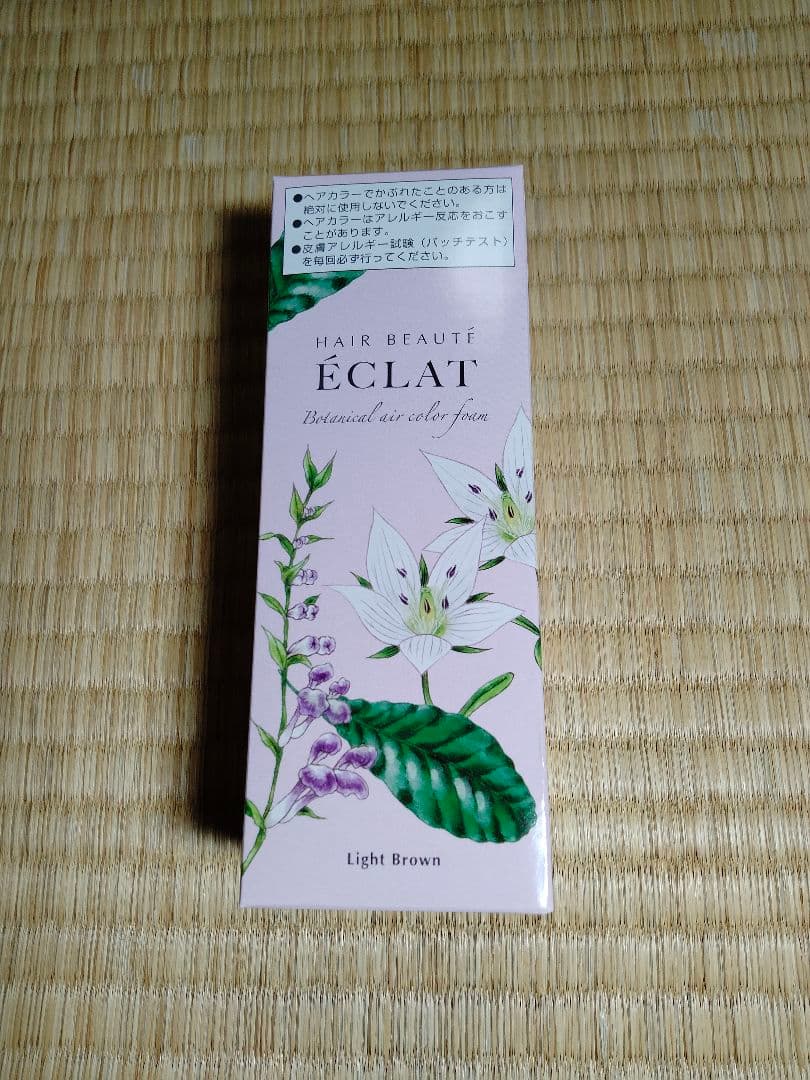 ●ヘアカラーでかぶれたことのある方は
絶対に使用しないでください。
●ヘアカラーはアレルギー反応をおこす
ことがあります。
●皮膚アレルギー試験（パッチテスト）
を毎回必ず行ってください。
HAIR BEAUTÉ
ÉCLAT
Botanical air color foam
Light Brown